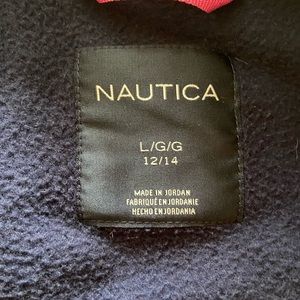 NAUTICA
L/G/G
12/14
MADE IN JORDAN
FABRIQUÉ EN JORDANIE
HECHO EN JORDANIA